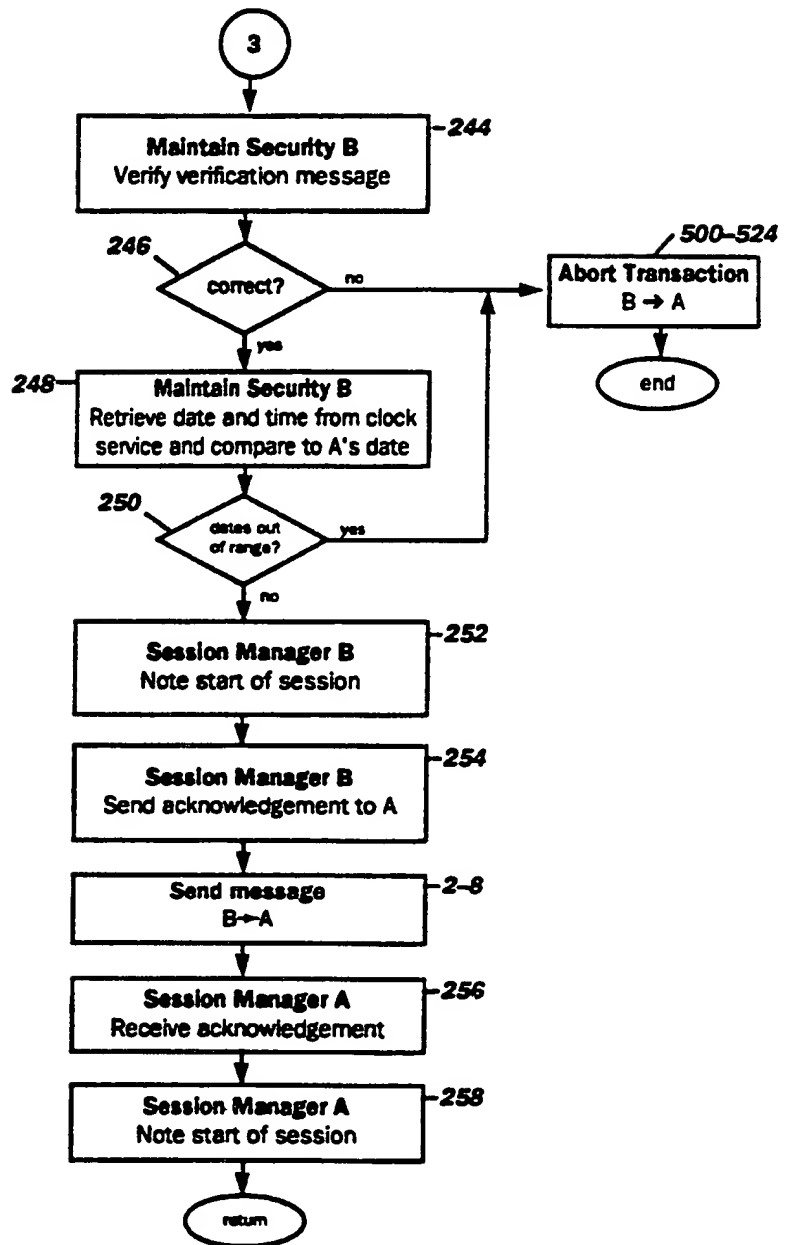 3
Maintain Security B
Verify verification message
244
246
correct?
no
yes
500-524
Abort Transaction
B → A
end
248
Maintain Security B
Retrieve date and time from clock
service and compare to A's date
250
dates out
of range?
yes
no
252
Session Manager B
Note start of session
254
Session Manager B
Send acknowledgement to A
2-8
Send message
B→A
256
Session Manager A
Receive acknowledgement
258
Session Manager A
Note start of session
return